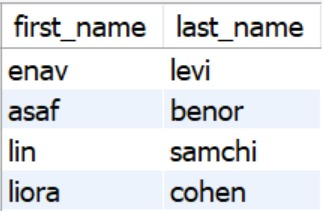 first_name last_name
enav levi
asaf benor
lin samchi
liora cohen